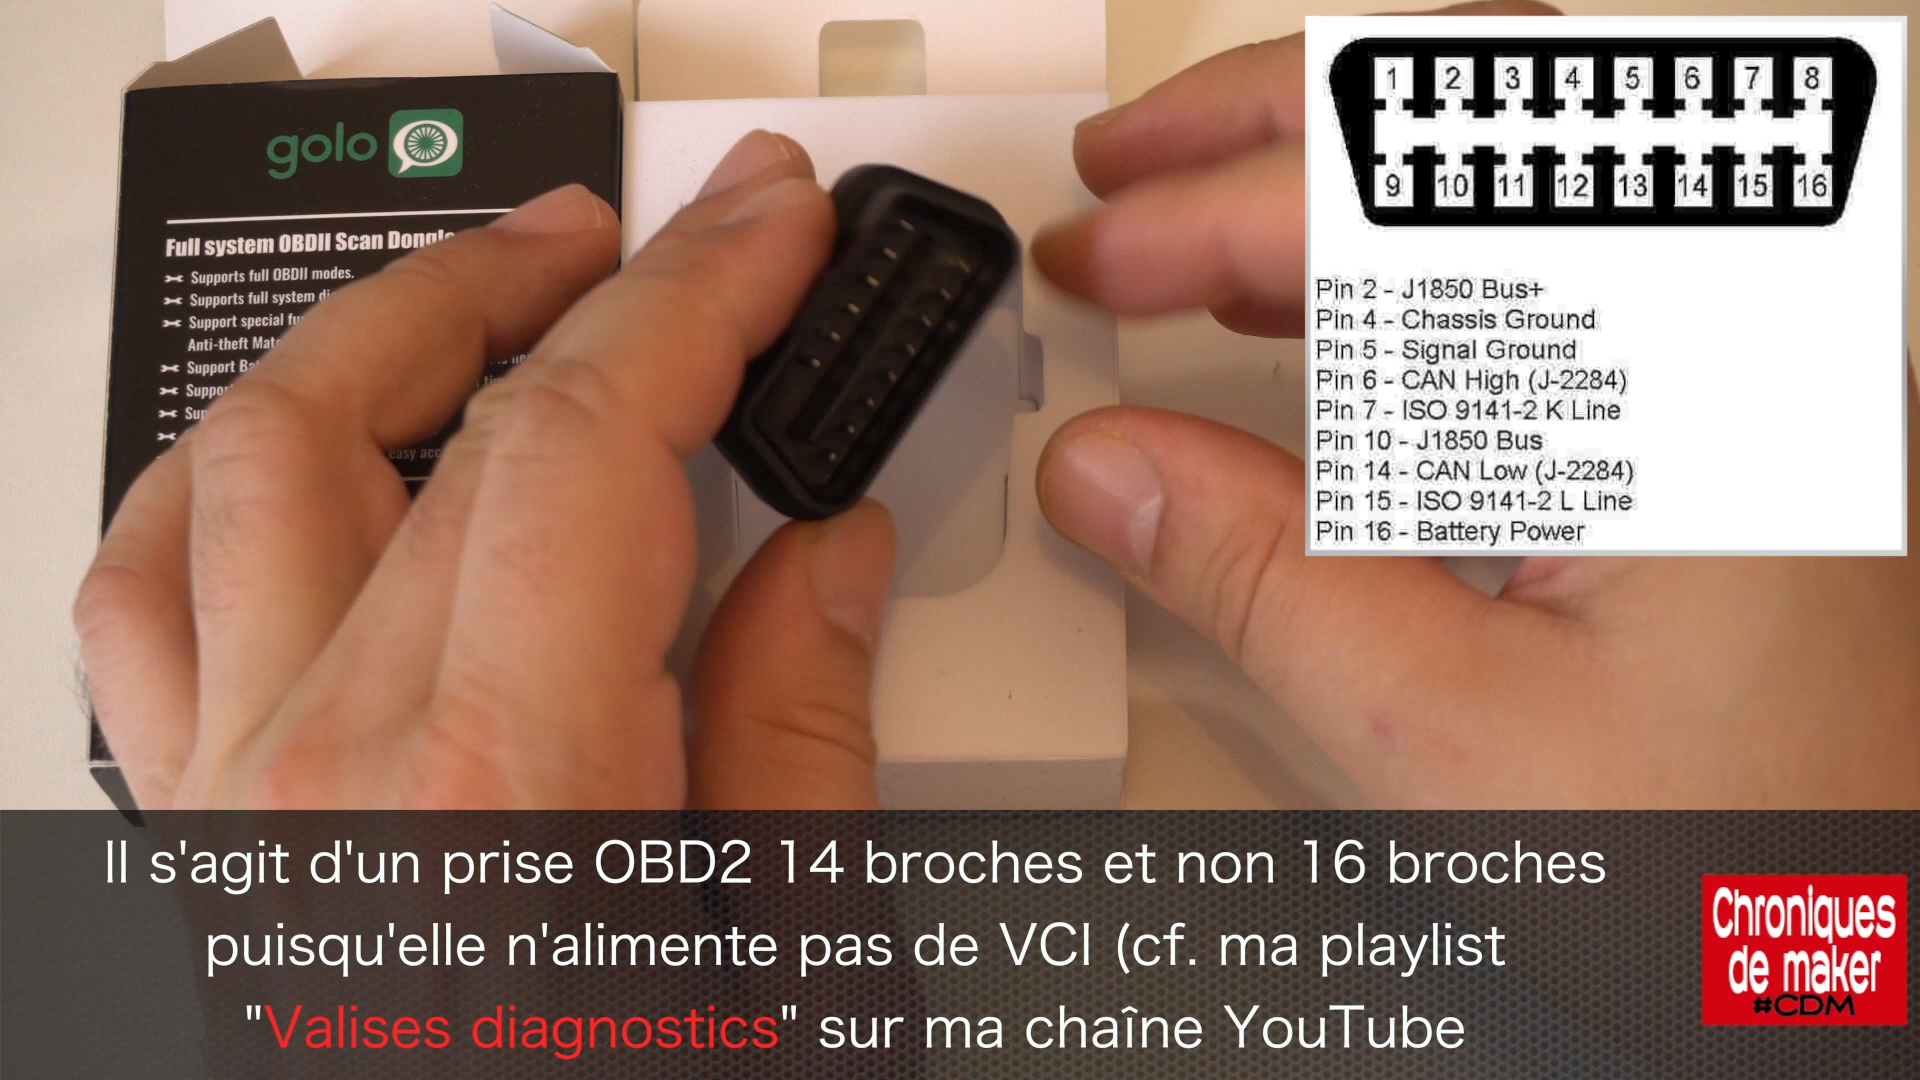 golo
Full system OBDII Scan Dongle
Supports full OBDII modes.
Supports full system
Support special
Anti-theft
Support
easy
1 2 3 4 5 6 7 8
9 10 11 12 13 14 15 16
Pin 2 - J1850 Bus+
Pin 4 - Chassis Ground
Pin 5 - Signal Ground
Pin 6 - CAN High (J-2284)
Pin 7 - ISO 9141-2 K Line
Pin 10 - J1850 Bus
Pin 14 - CAN Low (J-2284)
Pin 15 - ISO 9141-2 L Line
Pin 16 - Battery Power
Il s'agit d'un prise OBD2 14 broches et non 16 broches
puisqu'elle n'alimente pas de VCI (cf. ma playlist
"Valises diagnostics" sur ma chaîne YouTube
Chroniques
de maker
#CDM